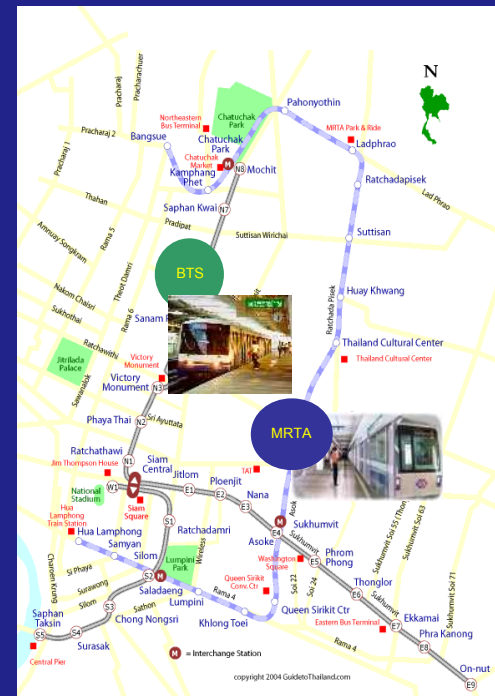 N
Pracharaj
Pracharachuer
Northeastern
Bus Terminal
Chatuchak
Park
Pahonyothin
MRTA Park & Ride
Ladphrao
Pracharaj 2
Bangsue
Chatuchak
Park
Chatuchak
Market
M
N8
Mochit
Kamphang
Phet
Ratchadapisek
Lad Phrao
Pracharaj 1
Thahan
Saphan Kwai
N7
Pradipat
Suttisan Wirichai
Suttisan
Amnuay Songkram
Rama 5
Theot Damri
BTS
Nakorn Chaisri
Sukhothai
Rama 6
Huay Khwang
Ratchada Pisek
Ratchawithi
Thailand Cultural Center
Thailand Cultural Center
Jitrilada
Palace
Sawanalok
Victory
Monument
Victory
Monument
N3
MRTA
Phaya Thai
N2
Sri Ayuttata
Ratchathawi
N1
Jim Thompson House
Siam
Central
TAT
Asok
Jitlom
Ploenjit
Nana
W1
E1
E2
E3
National
Stadium
Siam
Square
Hua
Lamphong
Train Station
S1
Ratchadamri
M
Sukhumvit
E4
Asoke
Sukhumvit
Hua Lamphong
Samyan
Silom
Wireless
Lumpini
Park
Washington
Square
E5
Phrom
Phong
Sukhumvit Soi 63
Sukhumvit Soi 71
Si Phaya
Charoen Krung
Surawong
Silom
Sathon
S2
M
Saladaeng
Rama 4
Queen Sirikit
Conv. Ctr
Soi 22
Soi 24
Thonglor
E6
Sukhumvit
S3
Chong Nongsri
Lumpini
Khlong Toei
Queen Sirikit Ctr
Eastern Bus Terminal
E7
Ekkamai
Saphan
Taksin
S5
S4
Surasak
Rama 4
E8
Phra Kanong
Central Pier
M = Interchange Station
On-nut
E9
copyright 2004 GuidetoThailand.com